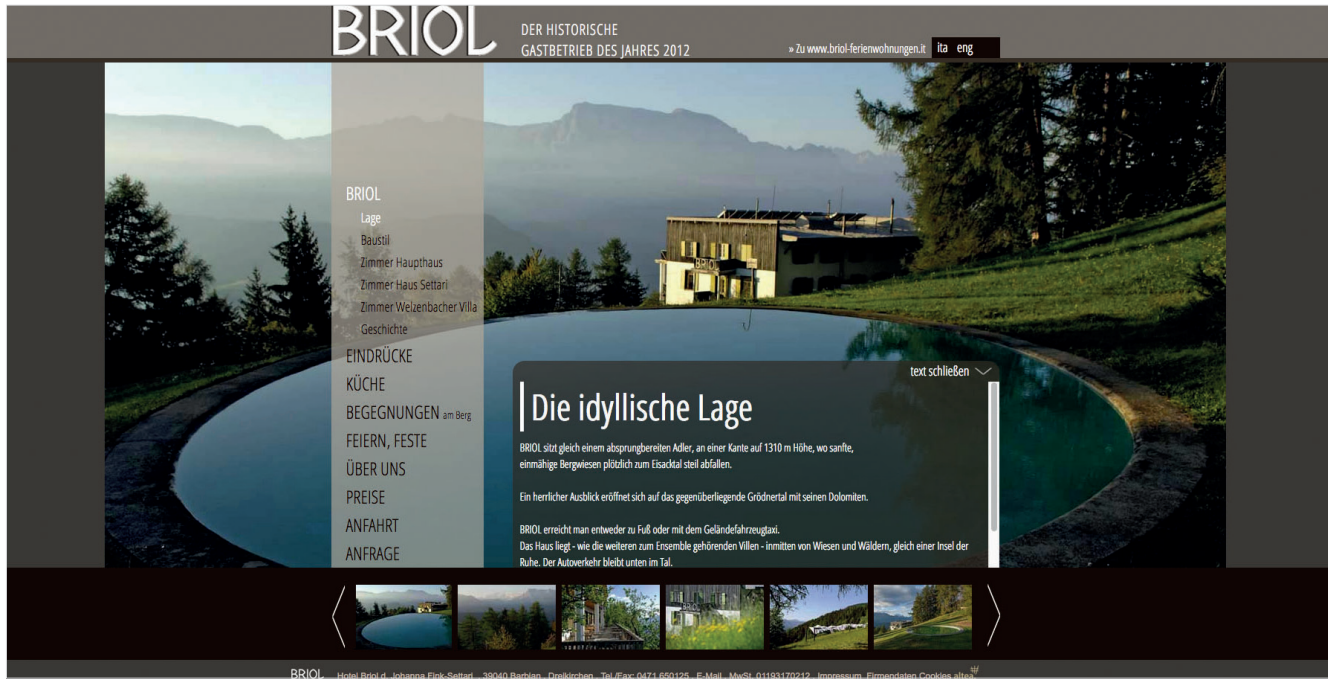 BRIOL
DER HISTORISCHE
GASTBETRIEB DES JAHRES 2012
» Zu www.briol-ferienwohnungen.it
ita eng
BRIOL
BRIOL
Lage
Baustil
Zimmer Haupthaus
Zimmer Haus Settari
Zimmer Welzenbacher Villa
Geschichte
EINDRÜCKE
KÜCHE
BEGEGNUNGEN am Berg
FEIERN, FESTE
ÜBER UNS
PREISE
ANFAHRT
ANFRAGE
text schließen
Die idyllische Lage
BRIOL sitzt gleich einem absprungbereiten Adler, an einer Kante auf 1310 m Höhe, wo sanfte,
einmähige Bergwiesen plötzlich zum Eisacktal steil abfallen.
Ein herrlicher Ausblick eröffnet sich auf das gegenüberliegende Grödnertal mit seinen Dolomiten.
BRIOL erreicht man entweder zu Fuß oder mit dem Geländefahrzeugtaxi.
Das Haus liegt - wie die weiteren zum Ensemble gehörenden Villen - inmitten von Wiesen und Wäldern, gleich einer Insel der
Ruhe. Der Autoverkehr bleibt unten im Tal.
BRIOL Hotel Briol d. Johanna Fink-Settari . 39040 Barbian . Dreikirchen . Tel./Fax: 0471 650125 . E-Mail . MwSt. 01193170212 . Impressum Firmendaten Cookies altea